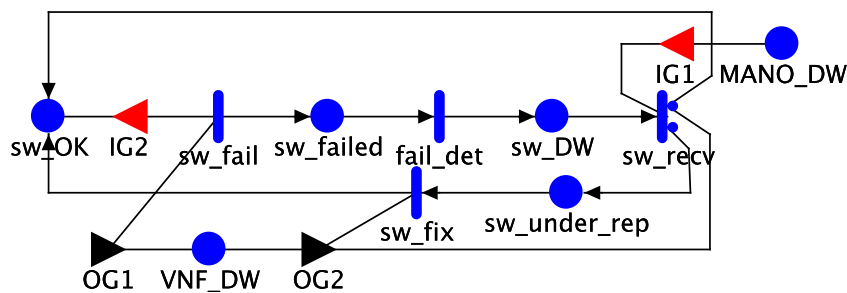 IG1 MANO_DW
sw_OK IG2 sw_fail sw_failed fail_det sw_DW sw_recv
sw_fix sw_under_rep
OG1 VNF_DW OG2